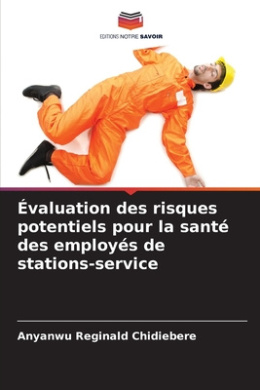 EDITIONS NOTRE SAVOIR
Évaluation des risques
potentiels pour la santé
des employés de
stations-service
Anyanwu Reginald Chidiebere